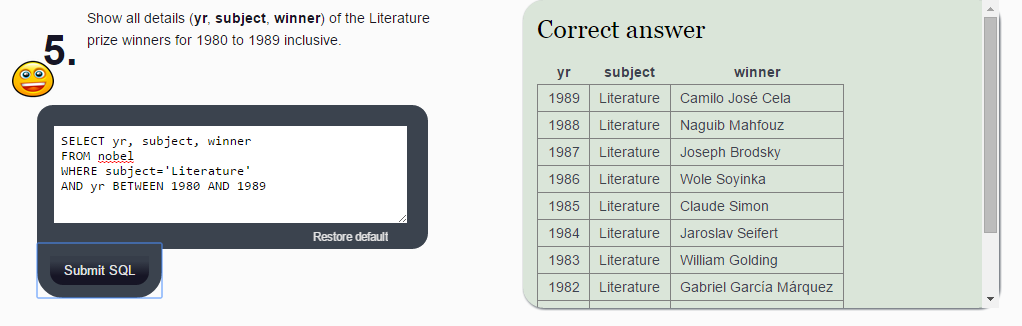 5.
Show all details (yr, subject, winner) of the Literature
prize winners for 1980 to 1989 inclusive.
SELECT yr, subject, winner
FROM nobel
WHERE subject='Literature'
AND yr BETWEEN 1980 AND 1989
Restore default
Submit SQL
Correct answer
yr subject winner
1989 Literature Camilo José Cela
1988 Literature Naguib Mahfouz
1987 Literature Joseph Brodsky
1986 Literature Wole Soyinka
1985 Literature Claude Simon
1984 Literature Jaroslav Seifert
1983 Literature William Golding
1982 Literature Gabriel García Márquez